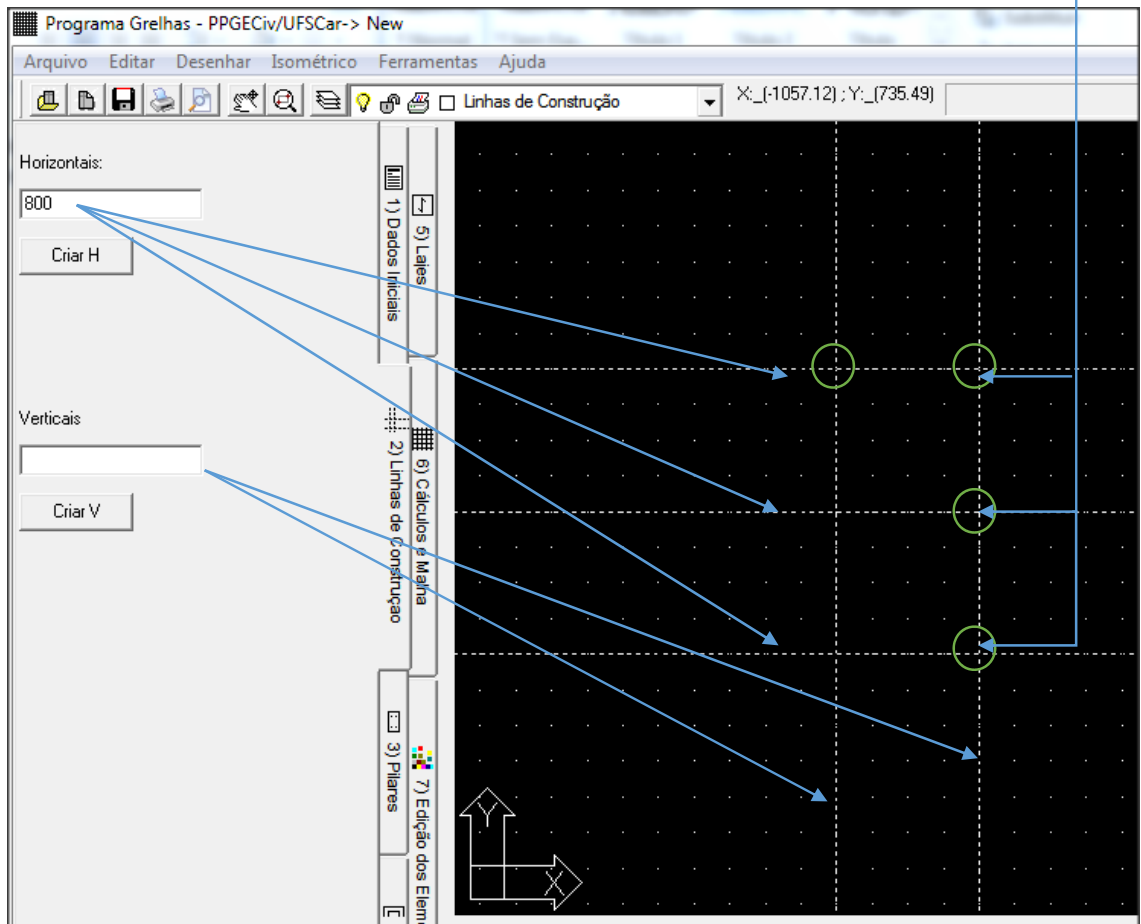 Programa Grelhas - PPGECiv/UFSCar-> New
Arquivo Editar Desenhar Isométrico Ferramentas Ajuda
Linhas de Construção
X:_(-1057.12) ; Y:_(735.49)
Horizontais:
800
Criar H
Verticais
Criar V
1) Dados Iniciais
2) Linhas de Construçao
3) Pilares
5) Lajes
6) Cálculos e Malha
7) Edição dos Eleme
Y
X